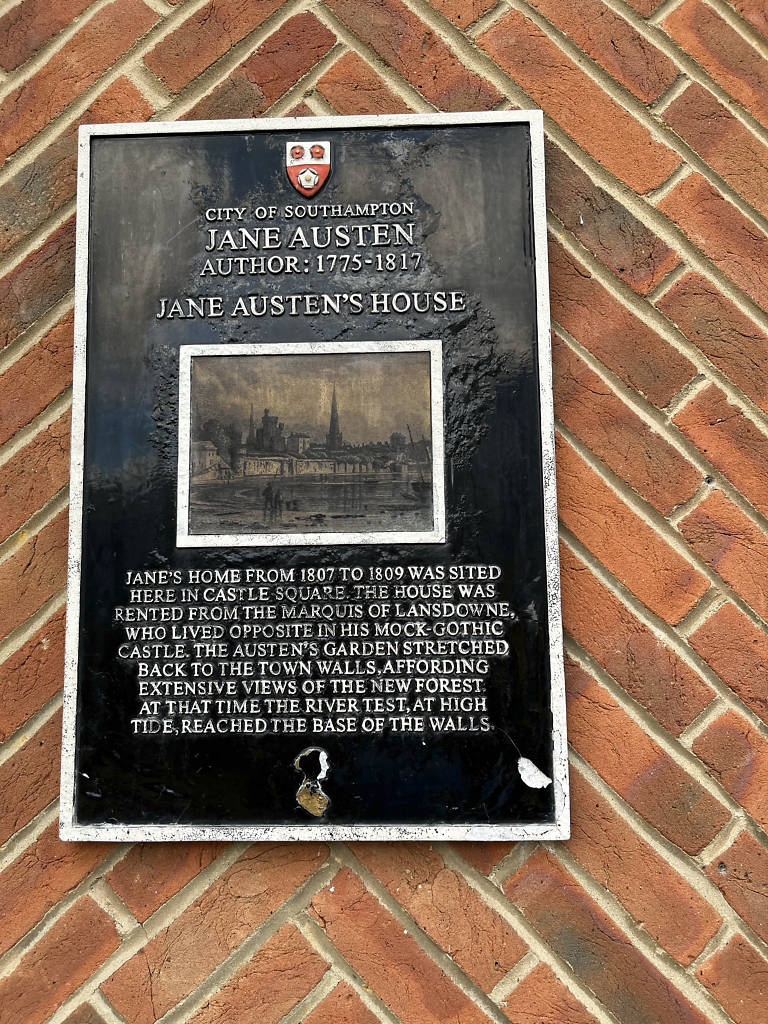 CITY OF SOUTHAMPTON
JANE AUSTEN
AUTHOR: 1775-1817
JANE AUSTEN'S HOUSE
JANE'S HOME FROM 1807 TO 1809 WAS SITED
HERE IN CASTLE SQUARE. THE HOUSE WAS
RENTED FROM THE MARQUIS OF LANSDOWNE,
WHO LIVED OPPOSITE IN HIS MOCK-GOTHIC
CASTLE. THE AUSTEN'S GARDEN STRETCHED
BACK TO THE TOWN WALLS, AFFORDING
EXTENSIVE VIEWS OF THE NEW FOREST.
AT THAT TIME THE RIVER TEST, AT HIGH
TIDE, REACHED THE BASE OF THE WALLS.